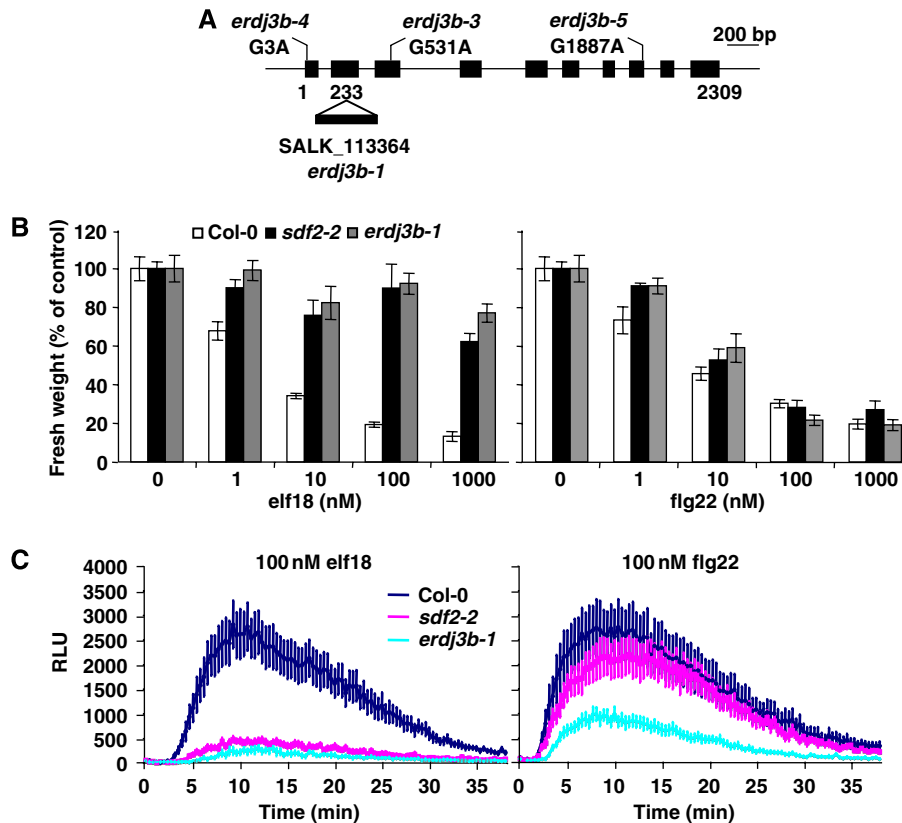 A
erdj3b-4 erdj3b-3 erdj3b-5
G3A G531A G1887A 200 bp
1 233 2309
SALK_113364
erdj3b-1
B
Fresh weight (% of control)
120
100
80
60
40
20
0
Col-0 sdf2-2 erdj3b-1
0 1 10 100 1000
elf18 (nM)
0 1 10 100 1000
flg22 (nM)
C
100 nM elf18
100 nM flg22
RLU
4000
3500
3000
2500
2000
1500
1000
500
0
Col-0
sdf2-2
erdj3b-1
0 5 10 15 20 25 30 35
Time (min)
0 5 10 15 20 25 30 35
Time (min)